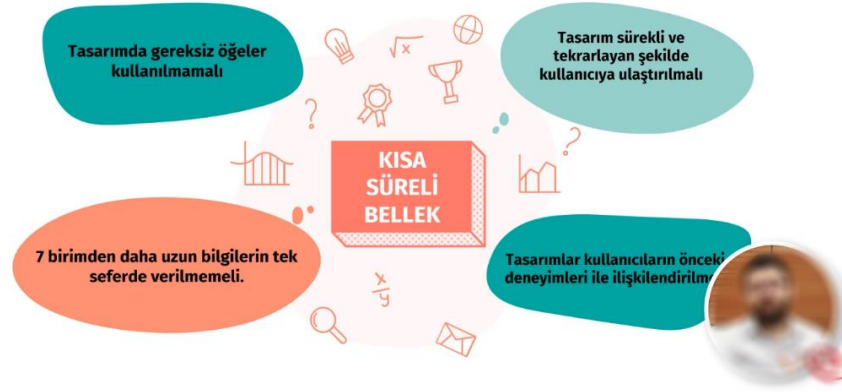 Tasarımda gereksiz öğeler
kullanılmamalı
Tasarım sürekli ve
tekrarlayan şekilde
kullanıcıya ulaştırılmalı
KISA
SÜRELİ
BELLEK
7 birimden daha uzun bilgilerin tek
seferde verilmemeli.
Tasarımlar kullanıcıların önceki
deneyimleri ile
√x
?
?
x
y